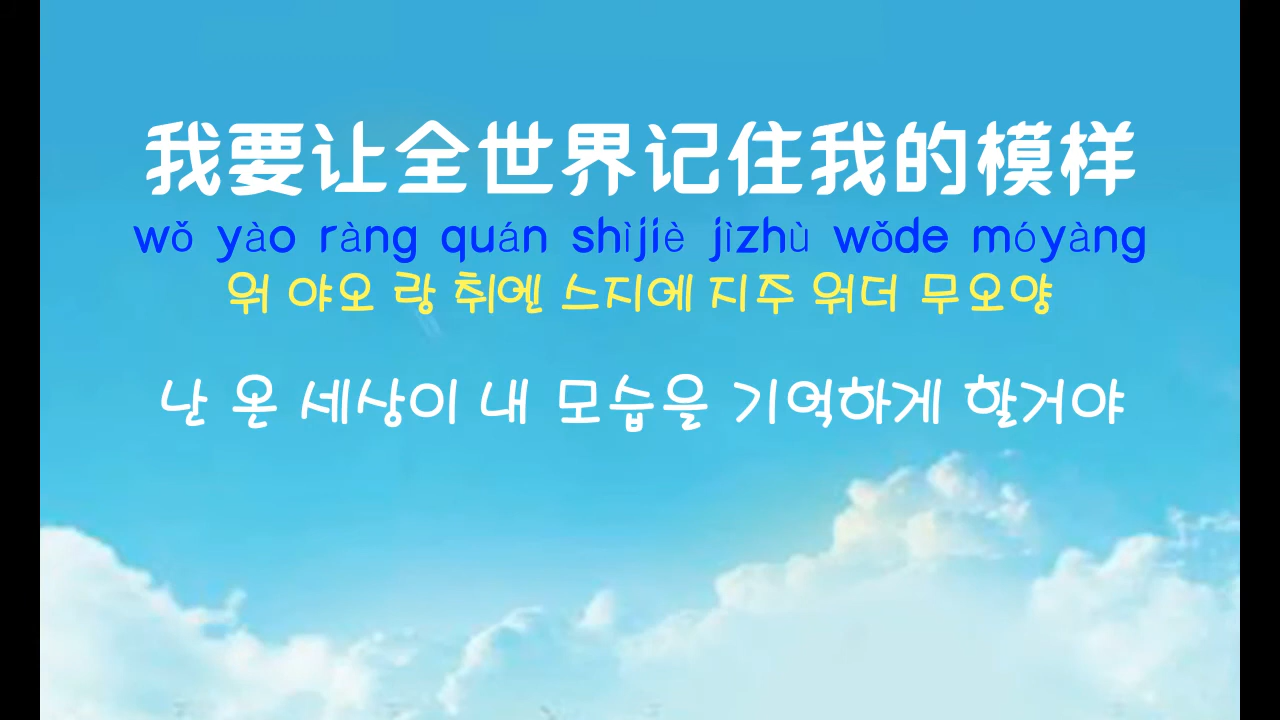 我要让全世界记住我的模样
wǒ yào ràng quán shìjiè jìzhù wǒde móyàng
워 야오 랑 취엔 스지에 지주 워더 무오양
난 온 세상이 내 모습을 기억하게 할거야